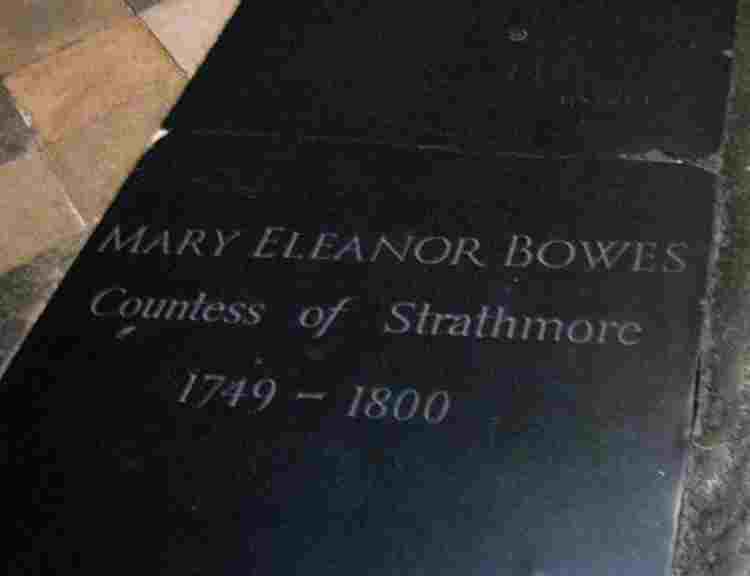 MARY ELEANOR BOWES
Countess of Strathmore
1749 – 1800